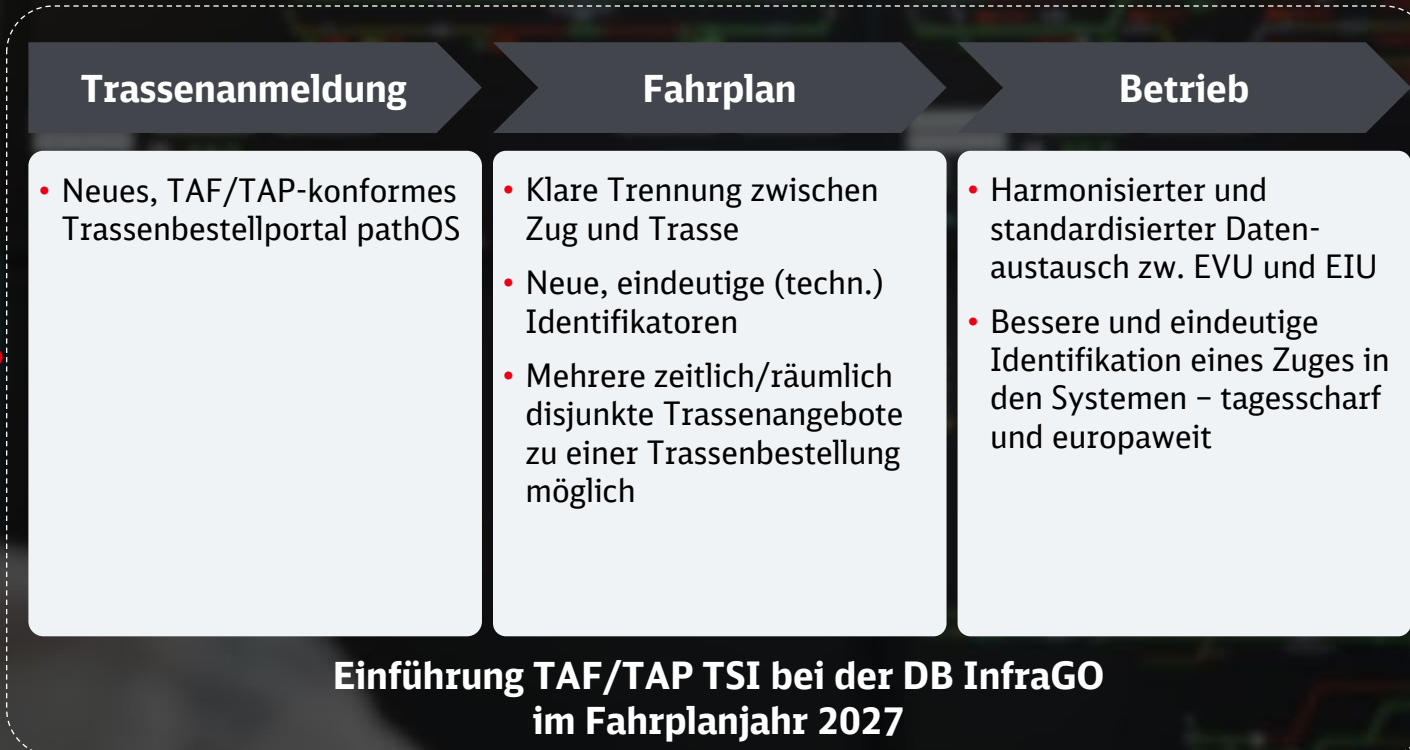 Trassenanmeldung
Fahrplan
Betrieb
• Neues, TAF/TAP-konformes
Trassenbestellportal pathOS
• Klare Trennung zwischen
Zug und Trasse
• Neue, eindeutige (techn.)
Identifikatoren
• Mehrere zeitlich/räumlich
disjunkte Trassenangebote
zu einer Trassenbestellung
möglich
• Harmonisierter und
standardisierter Daten-
austausch zw. EVU und EIU
• Bessere und eindeutige
Identifikation eines Zuges in
den Systemen – tagesscharf
und europaweit
Einführung TAF/TAP TSI bei der DB InfraGO
im Fahrplanjahr 2027